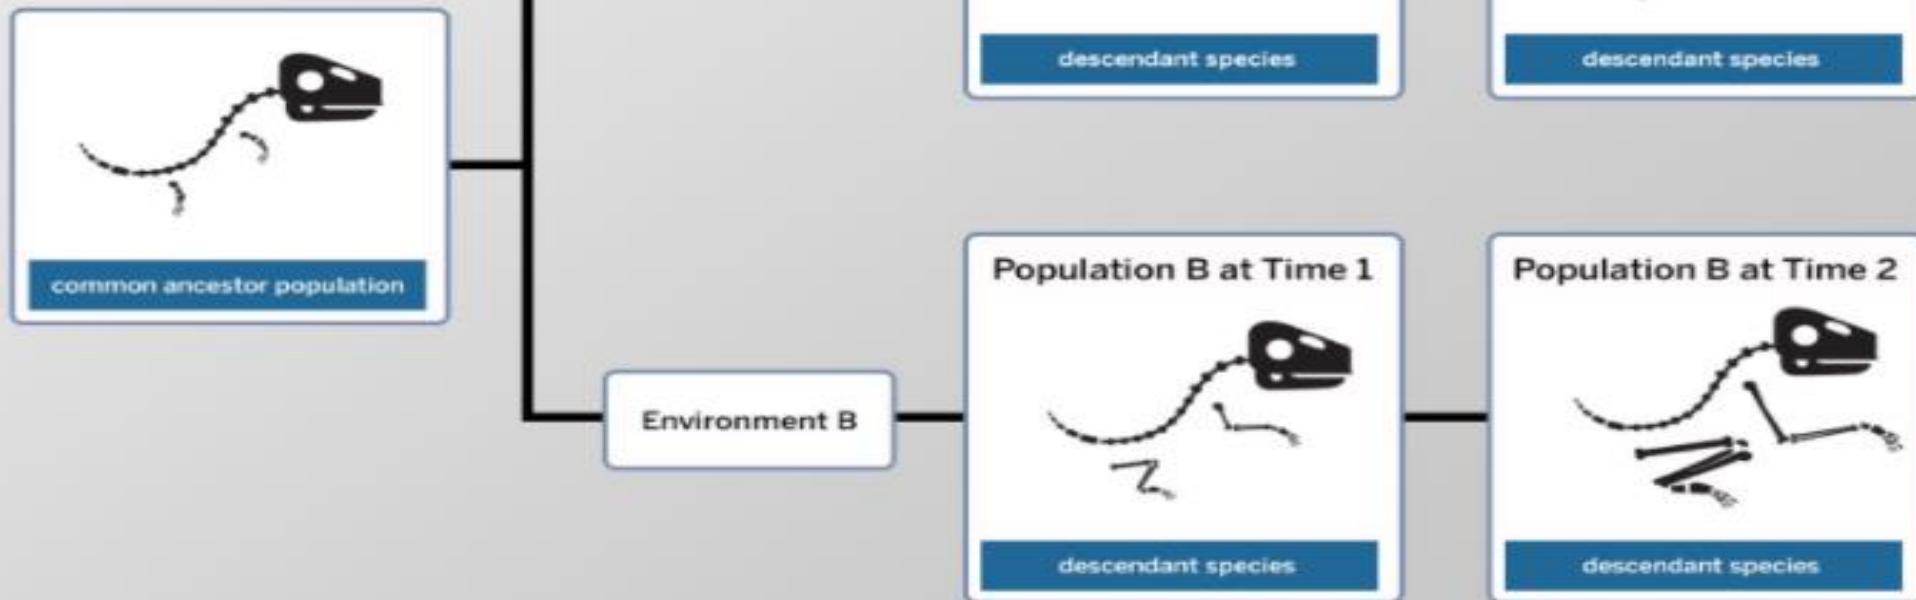 descendant species
descendant species
common ancestor population
Population B at Time 1
Population B at Time 2
Environment B
descendant species
descendant species